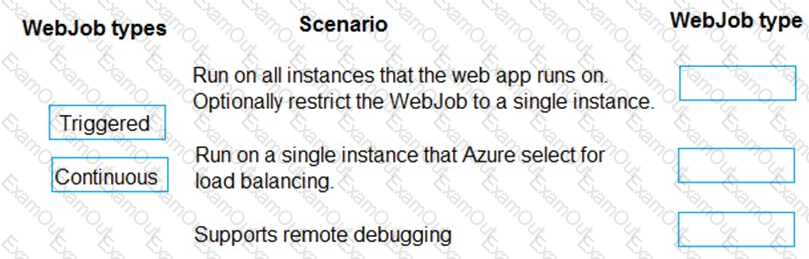 WebJob types Scenario WebJob type
Run on all instances that the web app runs on.
Optionally restrict the WebJob to a single instance.
Triggered
Run on a single instance that Azure select for
load balancing.
Continuous
Supports remote debugging